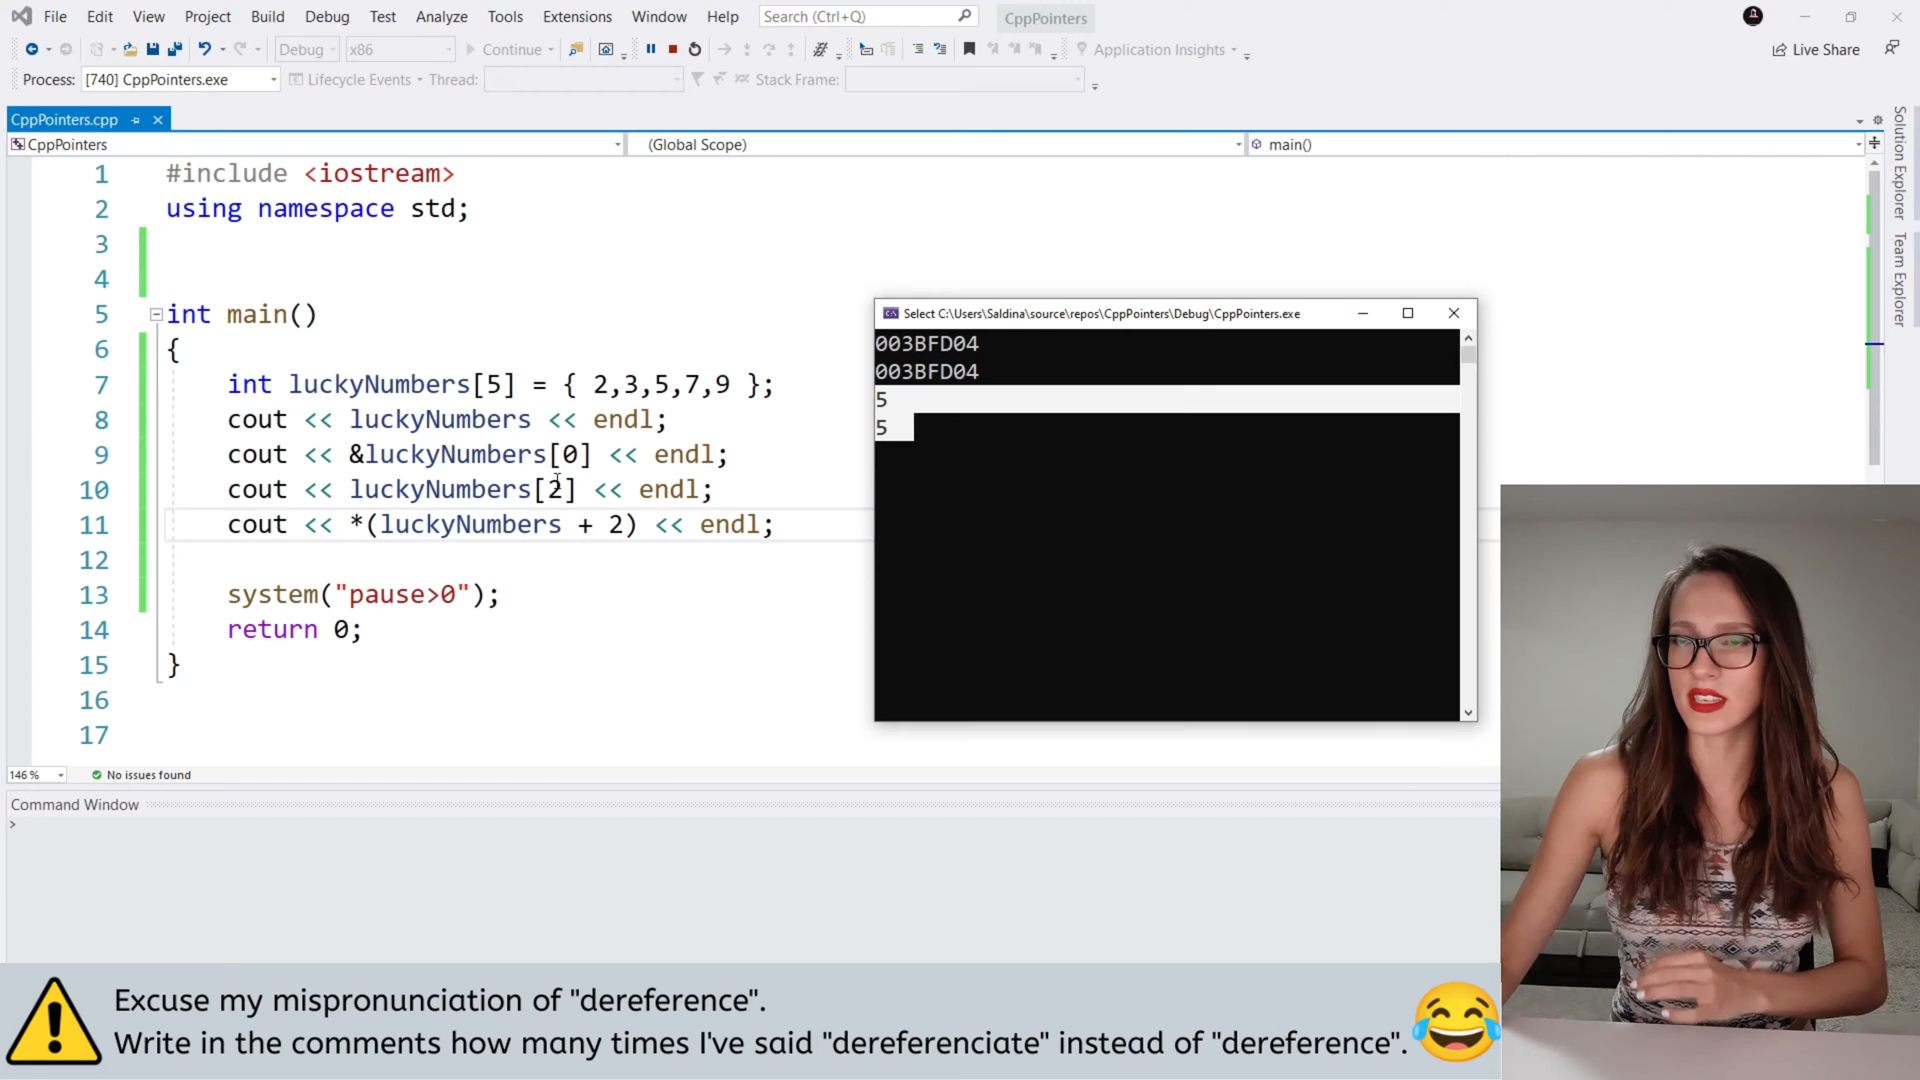 File Edit View Project Build Debug Test Analyze Tools Extensions Window Help Search (Ctrl+Q) CppPointers
Debug x86 Continue Application Insights Live Share
Process: [740] CppPointers.exe Lifecycle Events Thread: Stack Frame:
CppPointers.cpp
CppPointers (Global Scope) main()
1 #include <iostream>
2 using namespace std;
3
4
5 int main()
6 {
7 int luckyNumbers[5] = { 2,3,5,7,9 };
8 cout << luckyNumbers << endl;
9 cout << &luckyNumbers[0] << endl;
10 cout << luckyNumbers[2] << endl;
11 cout << *(luckyNumbers + 2) << endl;
12
13 system("pause>0");
14 return 0;
15 }
16
17
Select C:\Users\Saldina\source\repos\CppPointers\Debug\CppPointers.exe
003BFD04
003BFD04
5
5
Solution Explorer
Team Explorer
146 % No issues found
Command Window
>
Excuse my mispronunciation of "dereference".
Write in the comments how many times I've said "dereferenciate" instead of "dereference".